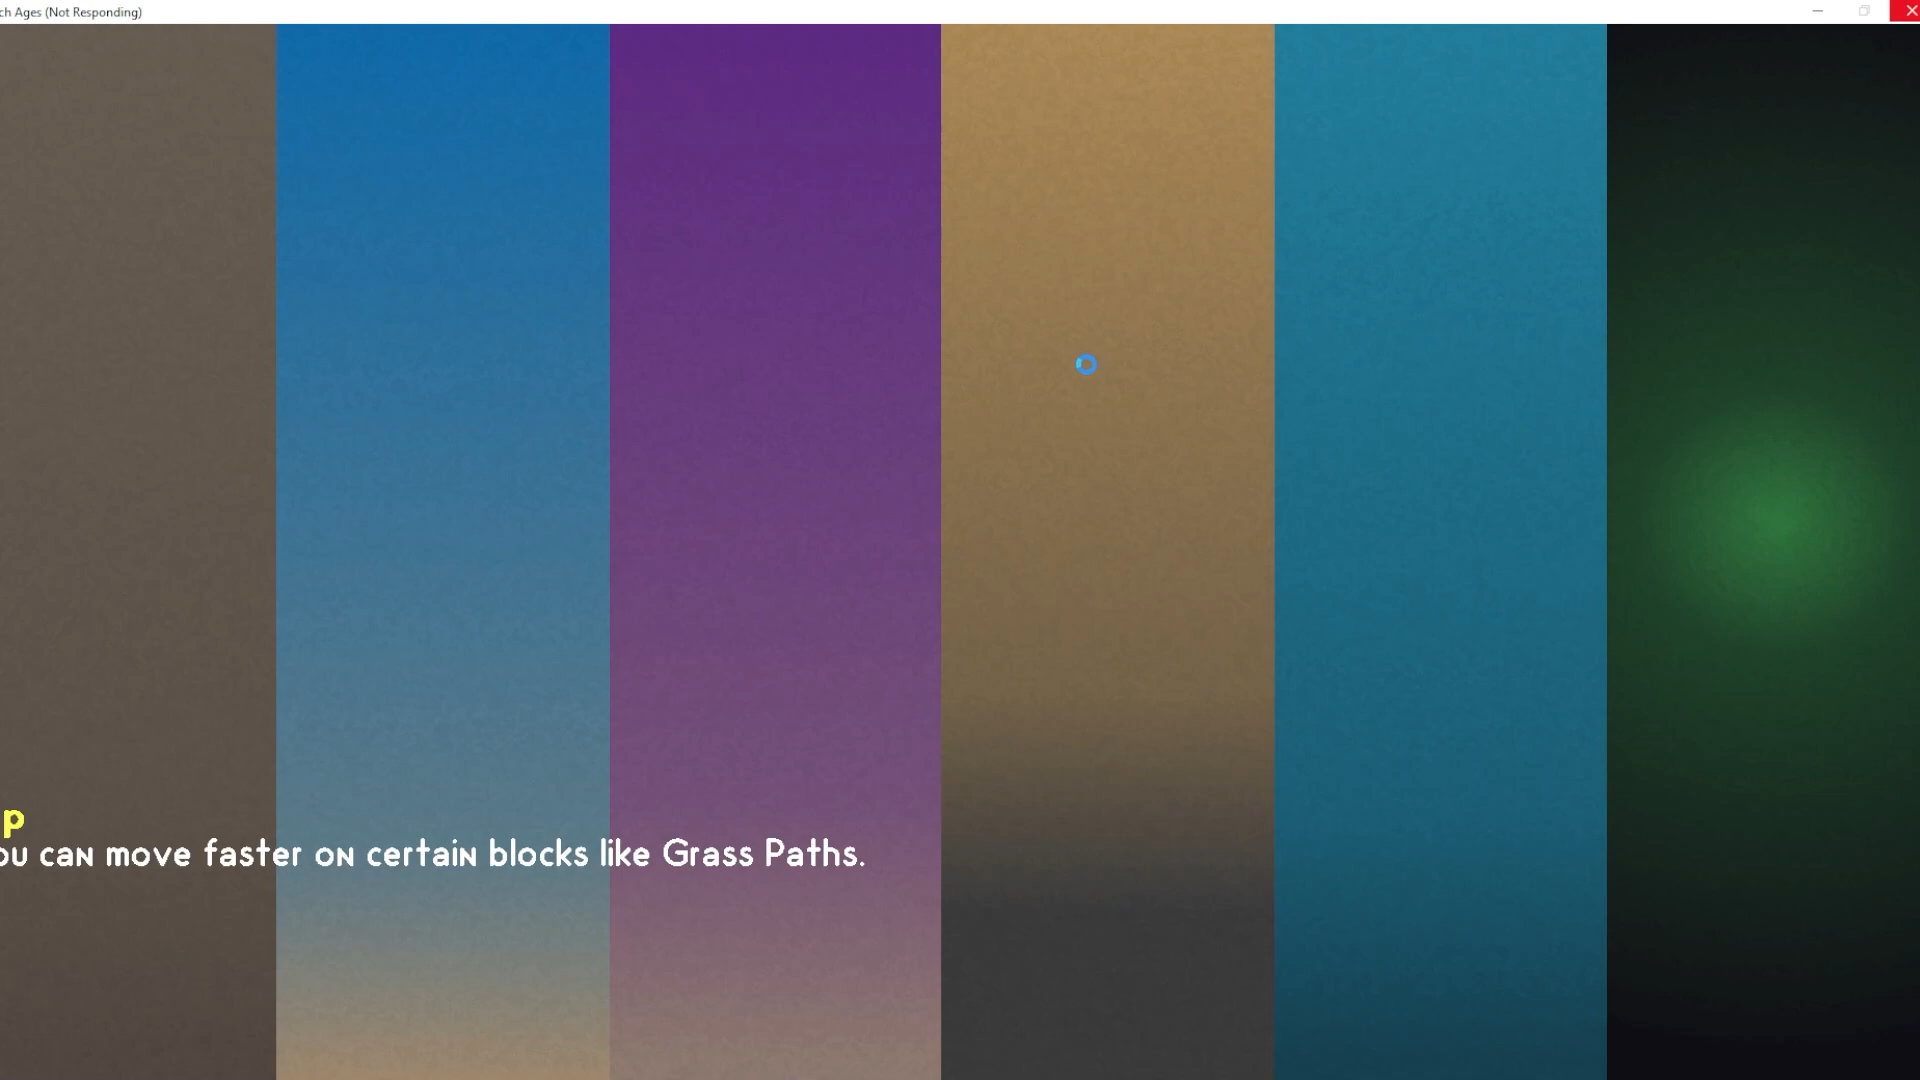 ch Ages (Not Responding)
p
ou can move faster on certain blocks like Grass Paths.